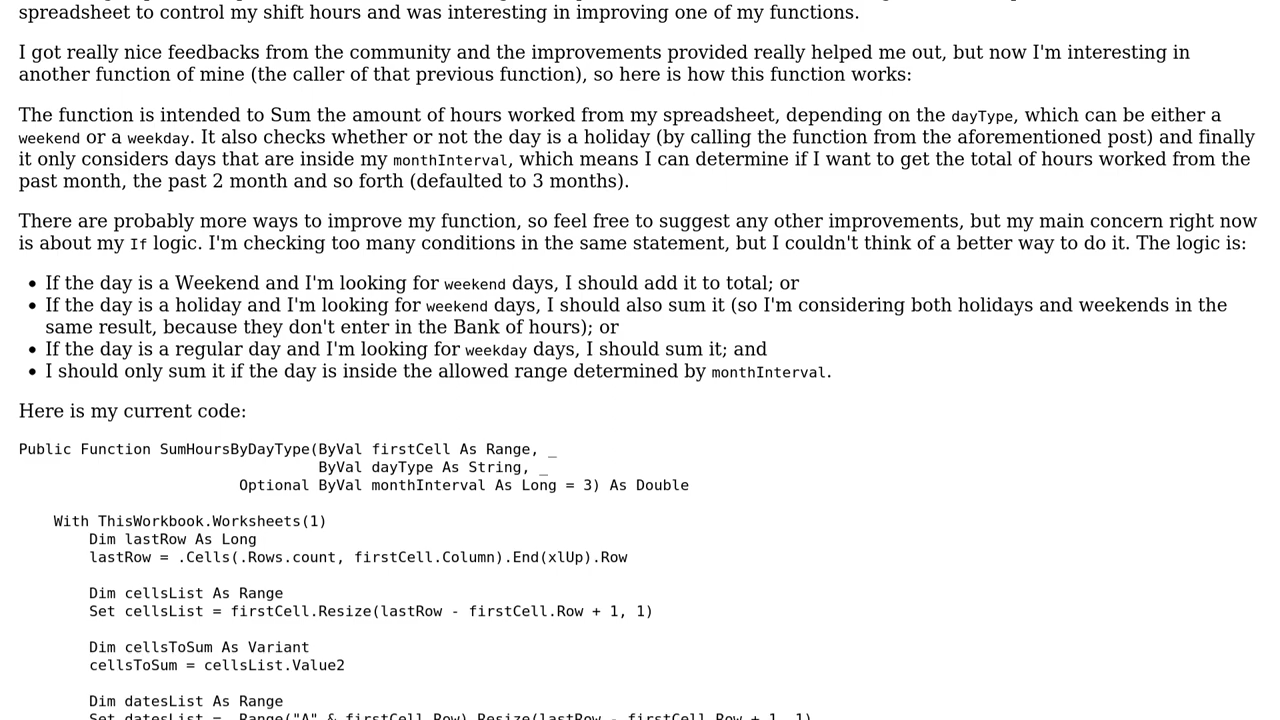 spreadsheet to control my shift hours and was interesting in improving one of my functions.
I got really nice feedbacks from the community and the improvements provided really helped me out, but now I'm interesting in
another function of mine (the caller of that previous function), so here is how this function works:
The function is intended to Sum the amount of hours worked from my spreadsheet, depending on the dayType, which can be either a
weekend or a weekday. It also checks whether or not the day is a holiday (by calling the function from the aforementioned post) and finally
it only considers days that are inside my monthInterval, which means I can determine if I want to get the total of hours worked from the
past month, the past 2 month and so forth (defaulted to 3 months).
There are probably more ways to improve my function, so feel free to suggest any other improvements, but my main concern right now
is about my If logic. I'm checking too many conditions in the same statement, but I couldn't think of a better way to do it. The logic is:
• If the day is a Weekend and I'm looking for weekend days, I should add it to total; or
• If the day is a holiday and I'm looking for weekend days, I should also sum it (so I'm considering both holidays and weekends in the
same result, because they don't enter in the Bank of hours); or
• If the day is a regular day and I'm looking for weekday days, I should sum it; and
• I should only sum it if the day is inside the allowed range determined by monthInterval.
Here is my current code:
Public Function SumHoursByDayType(ByVal firstCell As Range, _
ByVal dayType As String, _
Optional ByVal monthInterval As Long = 3) As Double
With ThisWorkbook.Worksheets(1)
Dim lastRow As Long
lastRow = .Cells(.Rows.count, firstCell.Column).End(xlUp).Row
Dim cellsList As Range
Set cellsList = firstCell.Resize(lastRow - firstCell.Row + 1, 1)
Dim cellsToSum As Variant
cellsToSum = cellsList.Value2
Dim datesList As Range
Set datesList = .Range("A" & firstCell.Row).Resize(lastRow - firstCell.Row + 1, 1)